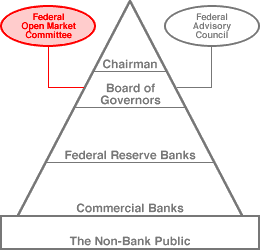 Federal
Open Market
Committee
Federal
Advisory
Council
Chairman
Board of
Governors
Federal Reserve Banks
Commercial Banks
The Non-Bank Public